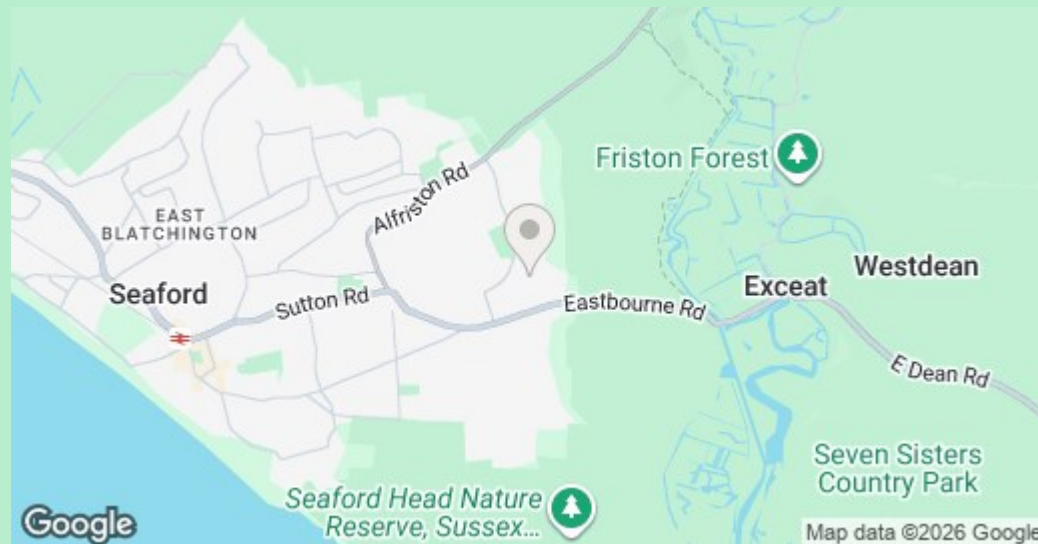 Friston Forest
Alfriston Rd
EAST
BLATCHINGTON
Westdean
Exceat
Seaford
Sutton Rd
Eastbourne Rd
E Dean Rd
Seven Sisters
Country Park
Seaford Head Nature
Reserve, Sussex...
Google
Map data ©2026 Google